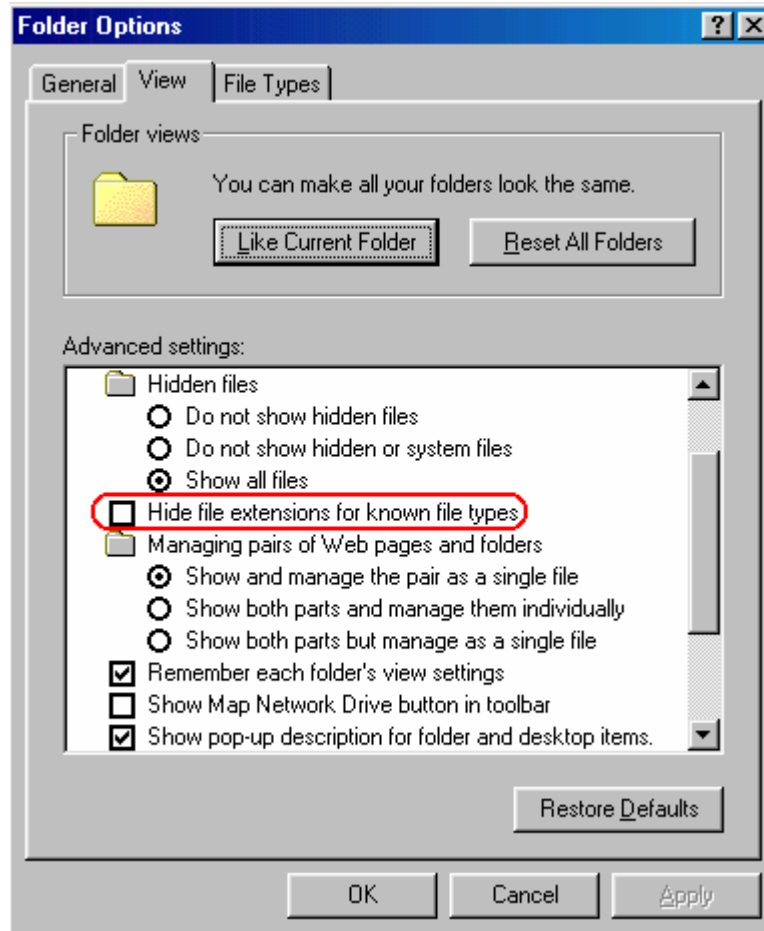 Folder Options
General View File Types
Folder views
You can make all your folders look the same.
Like Current Folder Reset All Folders
Advanced settings:
Hidden files
Do not show hidden files
Do not show hidden or system files
Show all files
Hide file extensions for known file types
Managing pairs of Web pages and folders
Show and manage the pair as a single file
Show both parts and manage them individually
Show both parts but manage as a single file
Remember each folder's view settings
Show Map Network Drive button in toolbar
Show pop-up description for folder and desktop items.
Restore Defaults
OK Cancel Apply